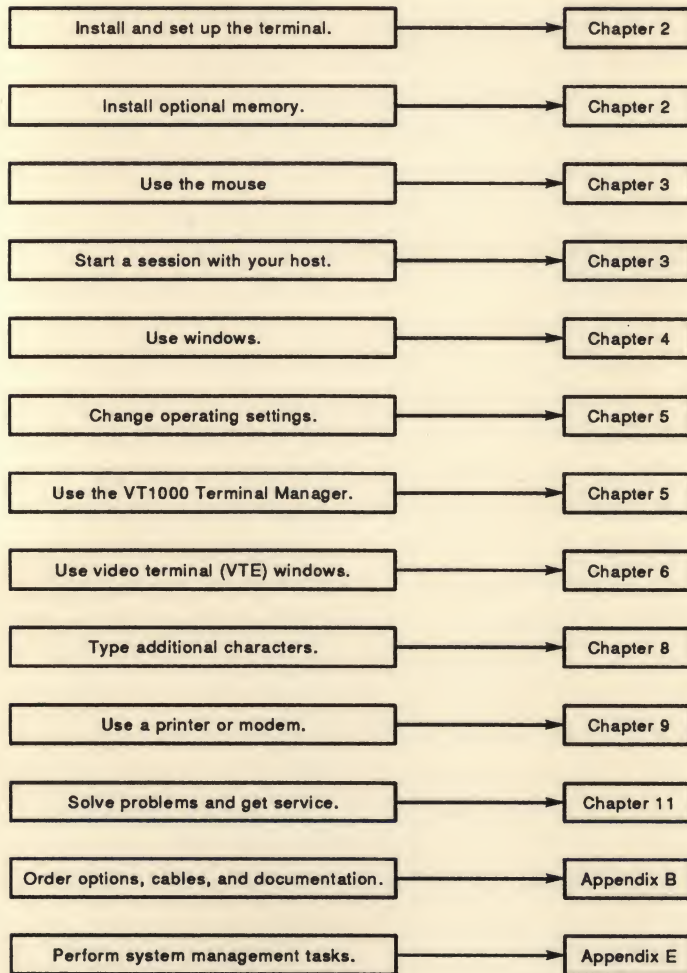 Install and set up the terminal. Chapter 2
Install optional memory. Chapter 2
Use the mouse Chapter 3
Start a session with your host. Chapter 3
Use windows. Chapter 4
Change operating settings. Chapter 5
Use the VT1000 Terminal Manager. Chapter 5
Use video terminal (VTE) windows. Chapter 6
Type additional characters. Chapter 8
Use a printer or modem. Chapter 9
Solve problems and get service. Chapter 11
Order options, cables, and documentation. Appendix B
Perform system management tasks. Appendix E